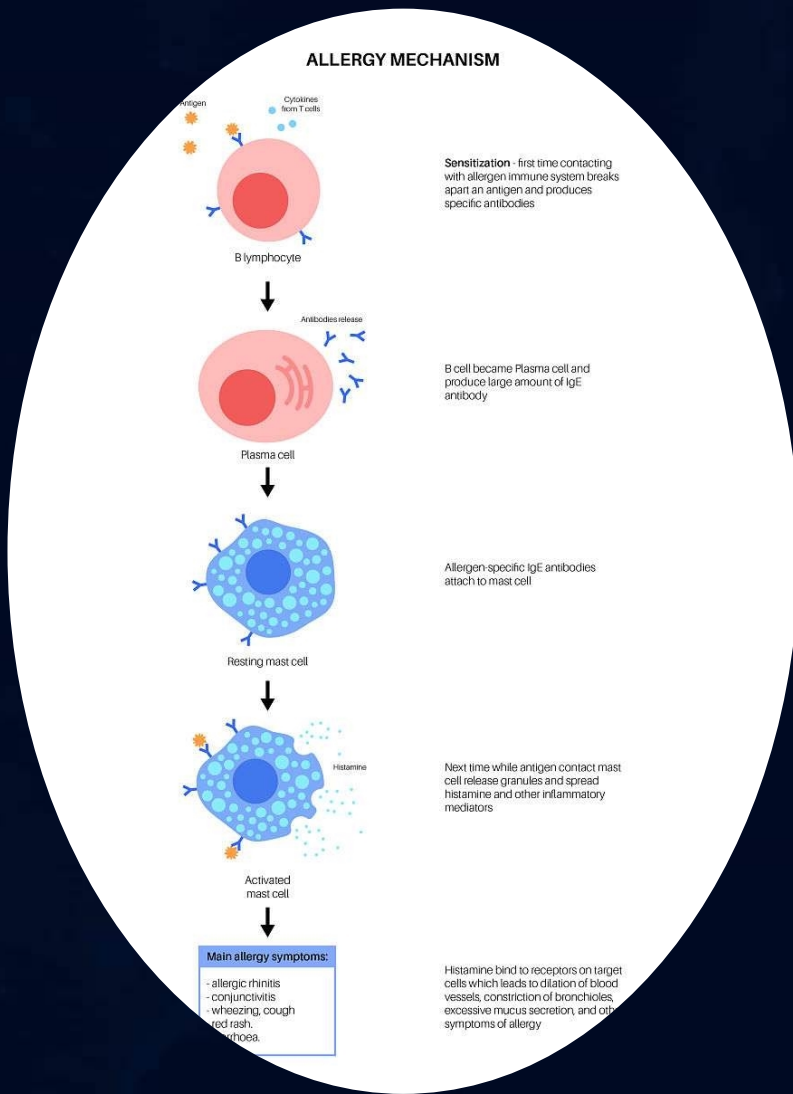 ALLERGY MECHANISM
Antigen
Cytokines
from T cells
Sensitization - first time contacting
with allergen immune system breaks
apart an antigen and produces
specific antibodies
B lymphocyte
Antibodies release
B cell became Plasma cell and
produce large amount of IgE
antibody
Plasma cell
Allergen-specific IgE antibodies
attach to mast cell
Resting mast cell
Histamine
Next time while antigen contact mast
cell release granules and spread
histamine and other inflammatory
mediators
Activated
mast cell
Main allergy symptoms:
- allergic rhinitis
- conjunctivitis
- wheezing, cough
red rash.
Histamine bind to receptors on target
cells which leads to dilation of blood
vessels, constriction of bronchioles,
excessive mucus secretion, and
symptoms of allergy